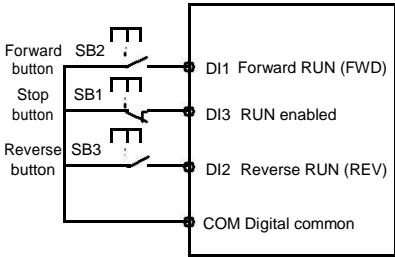 Forward SB2
button
DI1 Forward RUN (FWD)
Stop SB1
button
DI3 RUN enabled
Reverse SB3
button
DI2 Reverse RUN (REV)
COM Digital common